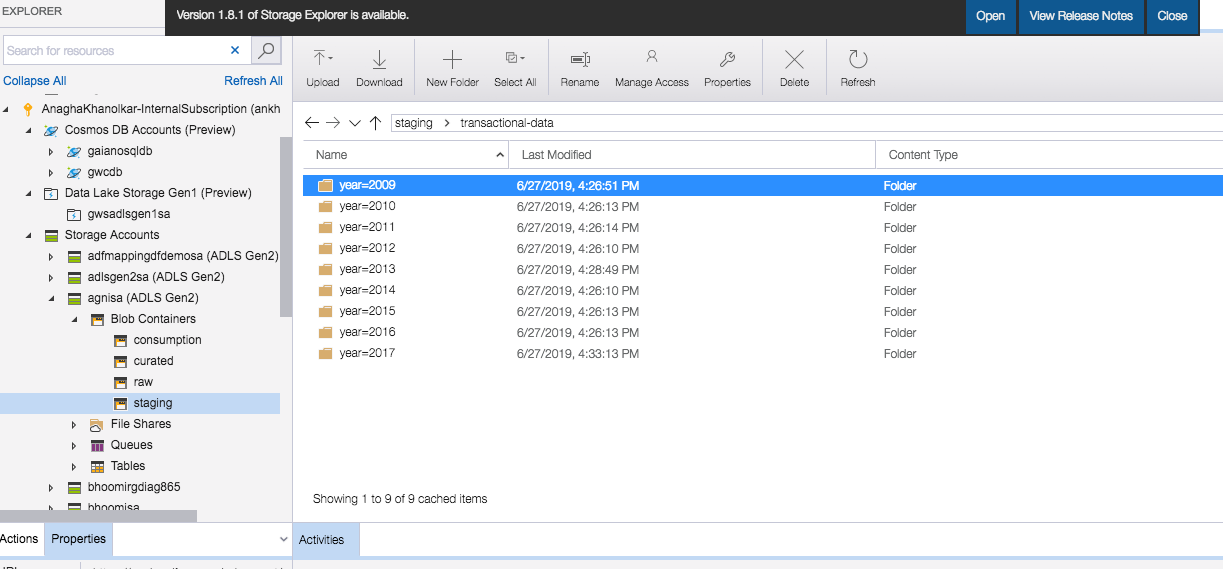 EXPLORER
Version 1.8.1 of Storage Explorer is available.
Open
View Release Notes
Close
Search for resources
Collapse All
Refresh All
AnaghaKhanolkar-InternalSubscription (ankh
Cosmos DB Accounts (Preview)
gaianosqldb
gwcdb
Data Lake Storage Gen1 (Preview)
gwsadlsgen1sa
Storage Accounts
adfmappingdfdemosa (ADLS Gen2)
adlsgen2sa (ADLS Gen2)
agnisa (ADLS Gen2)
Blob Containers
consumption
curated
raw
staging
File Shares
Queues
Tables
bhoomirgdiag865
bhoomisa
Actions
Properties
Upload
Download
New Folder
Select All
Rename
Manage Access
Properties
Delete
Refresh
staging > transactional-data
Name Last Modified Content Type
year=2009 6/27/2019, 4:26:51 PM Folder
year=2010 6/27/2019, 4:26:13 PM Folder
year=2011 6/27/2019, 4:26:14 PM Folder
year=2012 6/27/2019, 4:26:10 PM Folder
year=2013 6/27/2019, 4:28:49 PM Folder
year=2014 6/27/2019, 4:26:10 PM Folder
year=2015 6/27/2019, 4:26:13 PM Folder
year=2016 6/27/2019, 4:26:13 PM Folder
year=2017 6/27/2019, 4:33:13 PM Folder
Showing 1 to 9 of 9 cached items
Activities